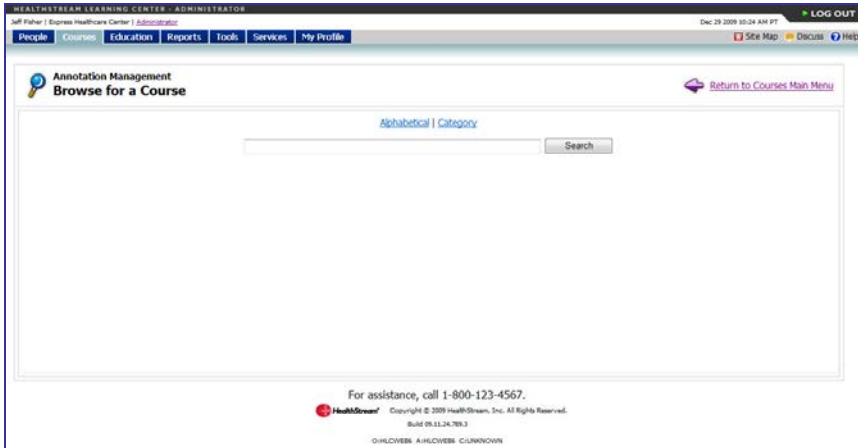 HEALTHSTREAM LEARNING CENTER - ADMINISTRATOR
LOG OUT
Jeff Fisher | Express Healthcare Center | Administrator
Dec 29 2009 10:24 AM PT
People Courses Education Reports Tools Services My Profile
Site Map Discuss Help
Annotation Management
Browse for a Course
Return to Courses Main Menu
Alphabetical | Category
Search
For assistance, call 1-800-123-4567.
HealthStream Copyright © 2009 HealthStream, Inc. All Rights Reserved.
Build 09.11.24.789.3
O:HLCWEB6 A:HLCWEB6 C:UNKNOWN